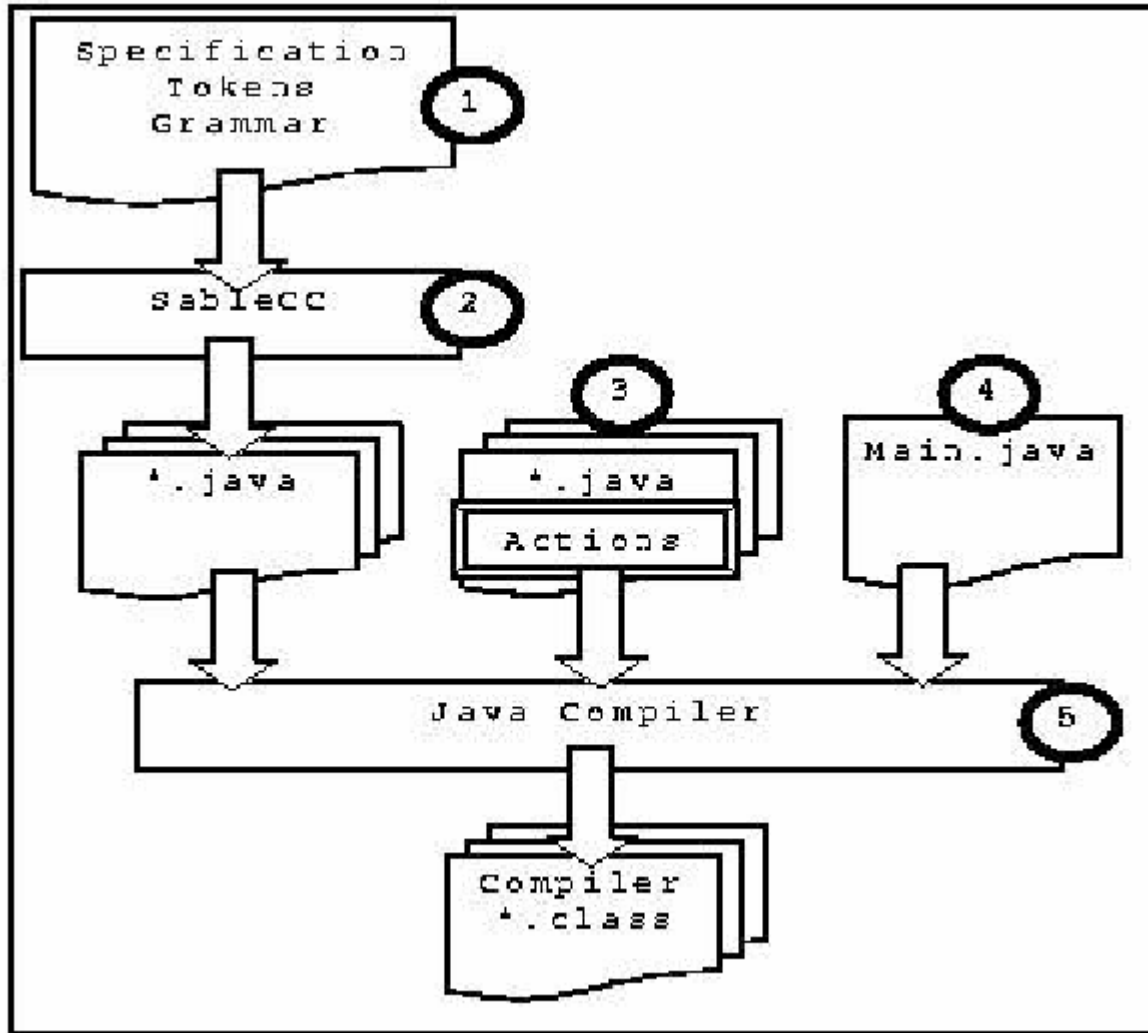 Specification
Tokens
Grammar
1
SableCC
2
3
4
*.java
*.java
Main.java
Actions
Java Compiler
5
Compiler
*.class